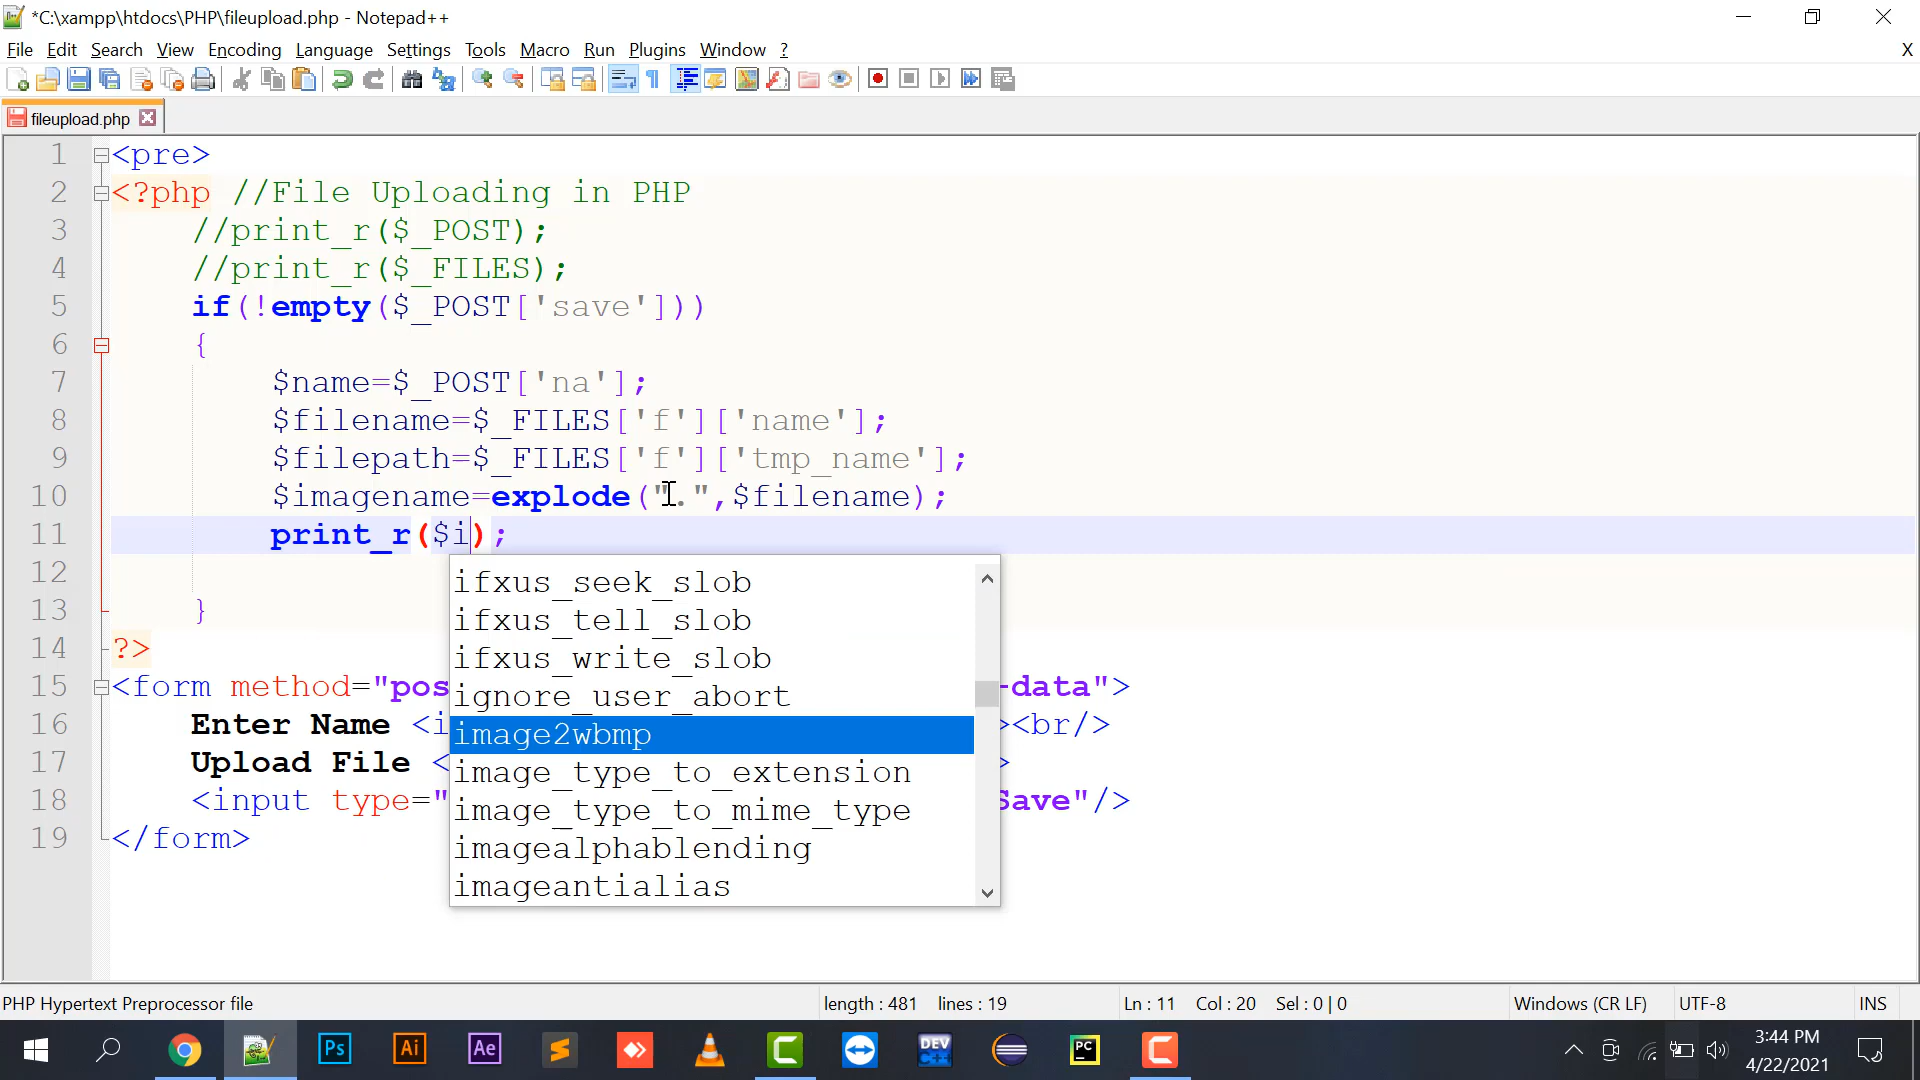 *C:\xampp\htdocs\PHP\fileupload.php - Notepad++
File Edit Search View Encoding Language Settings Tools Macro Run Plugins Window ? X
fileupload.php
1 <pre>
2 <?php //File Uploading in PHP
3 //print_r($_POST);
4 //print_r($_FILES);
5 if(!empty($_POST['save']))
6 {
7 $name=$_POST['na'];
8 $filename=$_FILES['f']['name'];
9 $filepath=$_FILES['f']['tmp_name'];
10 $imagename=explode(".",$filename);
11 print_r($i);
12
13 }
14 ?>
15 <form method="pos -data">
16 Enter Name <i ><br/>
17 Upload File < >
18 <input type=" Save"/>
19 </form>
ifxus_seek_slob
ifxus_tell_slob
ifxus_write_slob
ignore_user_abort
image2wbmp
image_type_to_extension
image_type_to_mime_type
imagealphablending
imageantialias
PHP Hypertext Preprocessor file length : 481 lines : 19 Ln : 11 Col : 20 Sel : 0 | 0 Windows (CR LF) UTF-8 INS
Ps Ai Ae DEV C++ PC
3:44 PM
4/22/2021